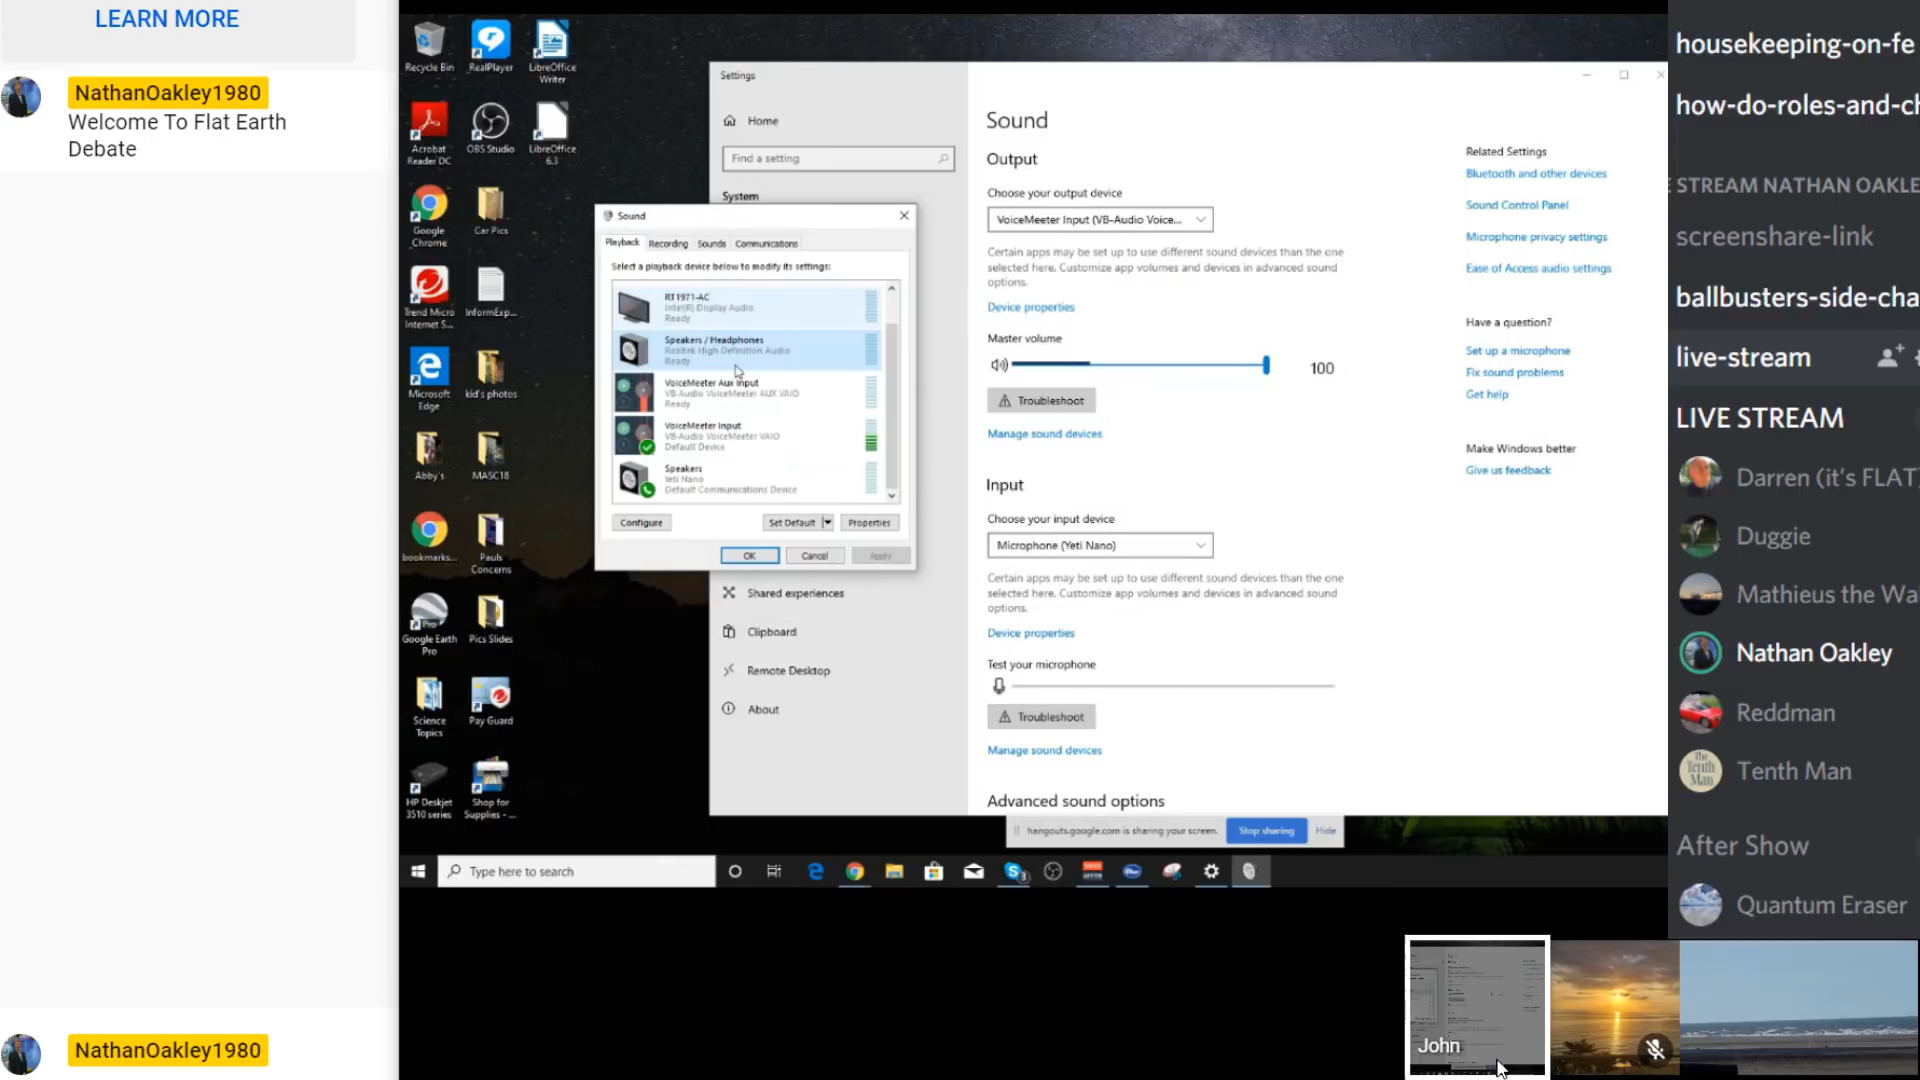 LEARN MORE
NathanOakley1980
Welcome To Flat Earth
Debate
NathanOakley1980
Recycle Bin
RealPlayer
LibreOffice
Writer
Acrobat
Reader DC
OBS Studio
LibreOffice
6.3
Google
Chrome
Car Pics
Trend Micro
Internet S...
InformExp...
Microsoft
Edge
kid's photos
Abby's
MASC18
bookmarks...
Pauls
Concerns
Google Earth
Pro
Pics Slides
Science
Topics
Pay Guard
HP Deskjet
3510 series
Shop for
Supplies - ...
Settings
Home
Find a setting
System
Sound
Playback
Recording
Sounds
Communications
Select a playback device below to modify its settings:
RT1971-AC
Intel(R) Display Audio
Ready
Speakers / Headphones
Realtek High Definition Audio
Ready
VoiceMeeter Aux Input
VB-Audio VoiceMeeter AUX VAIO
Ready
VoiceMeeter Input
VB-Audio VoiceMeeter VAIO
Default Device
Speakers
Yeti Nano
Default Communications Device
Configure
Set Default
Properties
OK
Cancel
Apply
Shared experiences
Clipboard
Remote Desktop
About
Sound
Output
Choose your output device
VoiceMeeter Input (VB-Audio Voice...
Certain apps may be set up to use different sound devices than the one
selected here. Customize app volumes and devices in advanced sound
options.
Device properties
Master volume
100
Troubleshoot
Manage sound devices
Input
Choose your input device
Microphone (Yeti Nano)
Certain apps may be set up to use different sound devices than the one
selected here. Customize app volumes and devices in advanced sound
options.
Device properties
Test your microphone
Troubleshoot
Manage sound devices
Advanced sound options
Related Settings
Bluetooth and other devices
Sound Control Panel
Microphone privacy settings
Ease of Access audio settings
Have a question?
Set up a microphone
Fix sound problems
Get help
Make Windows better
Give us feedback
hangouts.google.com is sharing your screen.
Stop sharing
Hide
Type here to search
housekeeping-on-fe
how-do-roles-and-ch
E STREAM NATHAN OAKLE
screenshare-link
ballbusters-side-cha
live-stream
LIVE STREAM
Darren (it's FLAT)
Duggie
Mathieus the Wa
Nathan Oakley
Reddman
The
Tenth
Man
Tenth Man
After Show
Quantum Eraser
John